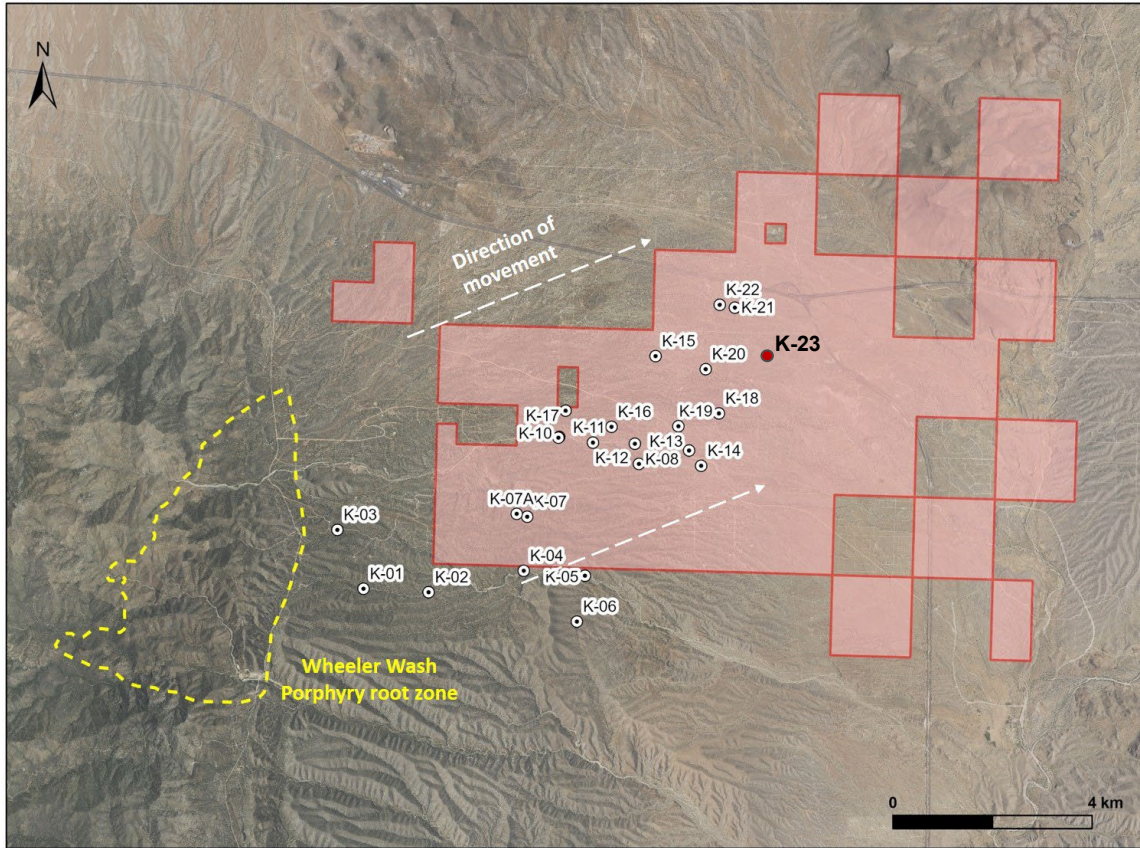 N
Direction of
movement
K-22
K-21
K-15
K-23
K-20
K-17
K-16
K-18
K-11
K-19
K-10
K-13
K-12
K-08
K-14
K-07A
K-07
K-03
K-04
K-05
K-01
K-02
K-06
Wheeler Wash
Porphyry root zone
0 4 km